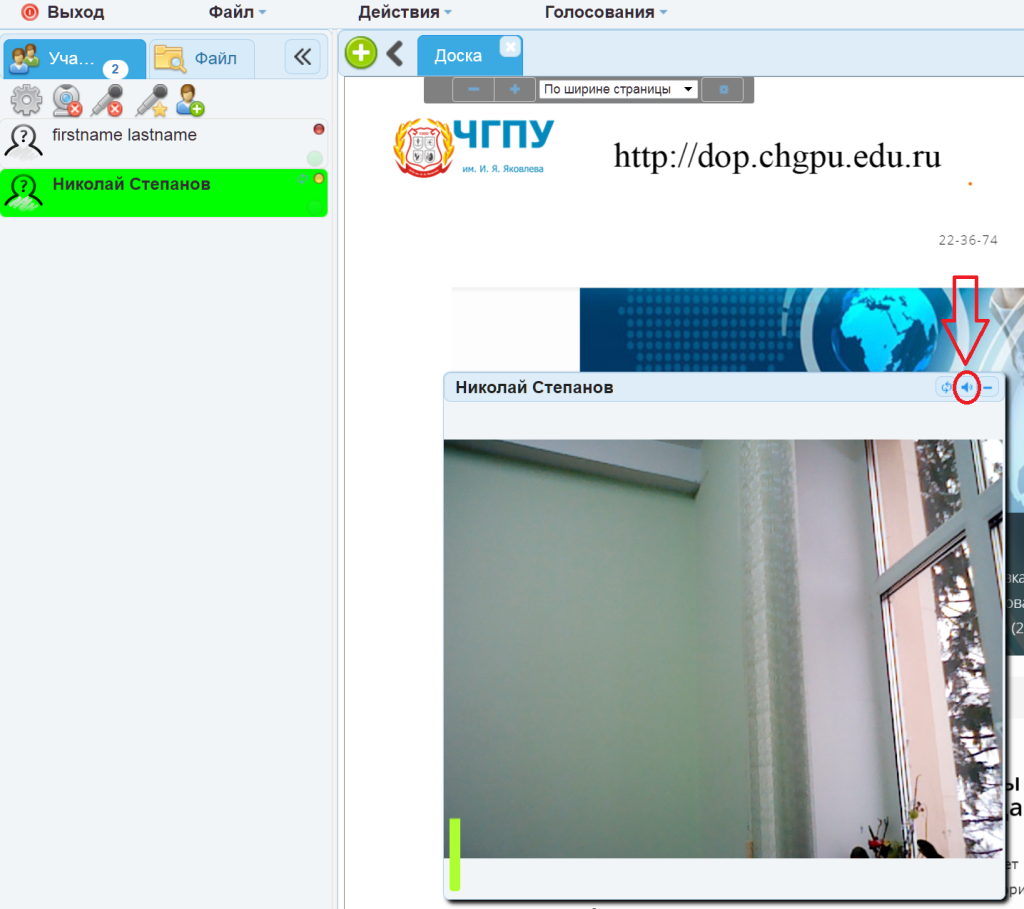 Выход Файл Действия Голосования
Уча... 2 Файл Доска
По ширине страницы
firstname lastname
Николай Степанов
ЧГПУ
им. И. Я. Яковлева
http://dop.chgpu.edu.ru
22-36-74
Николай Степанов
(2
ы
а